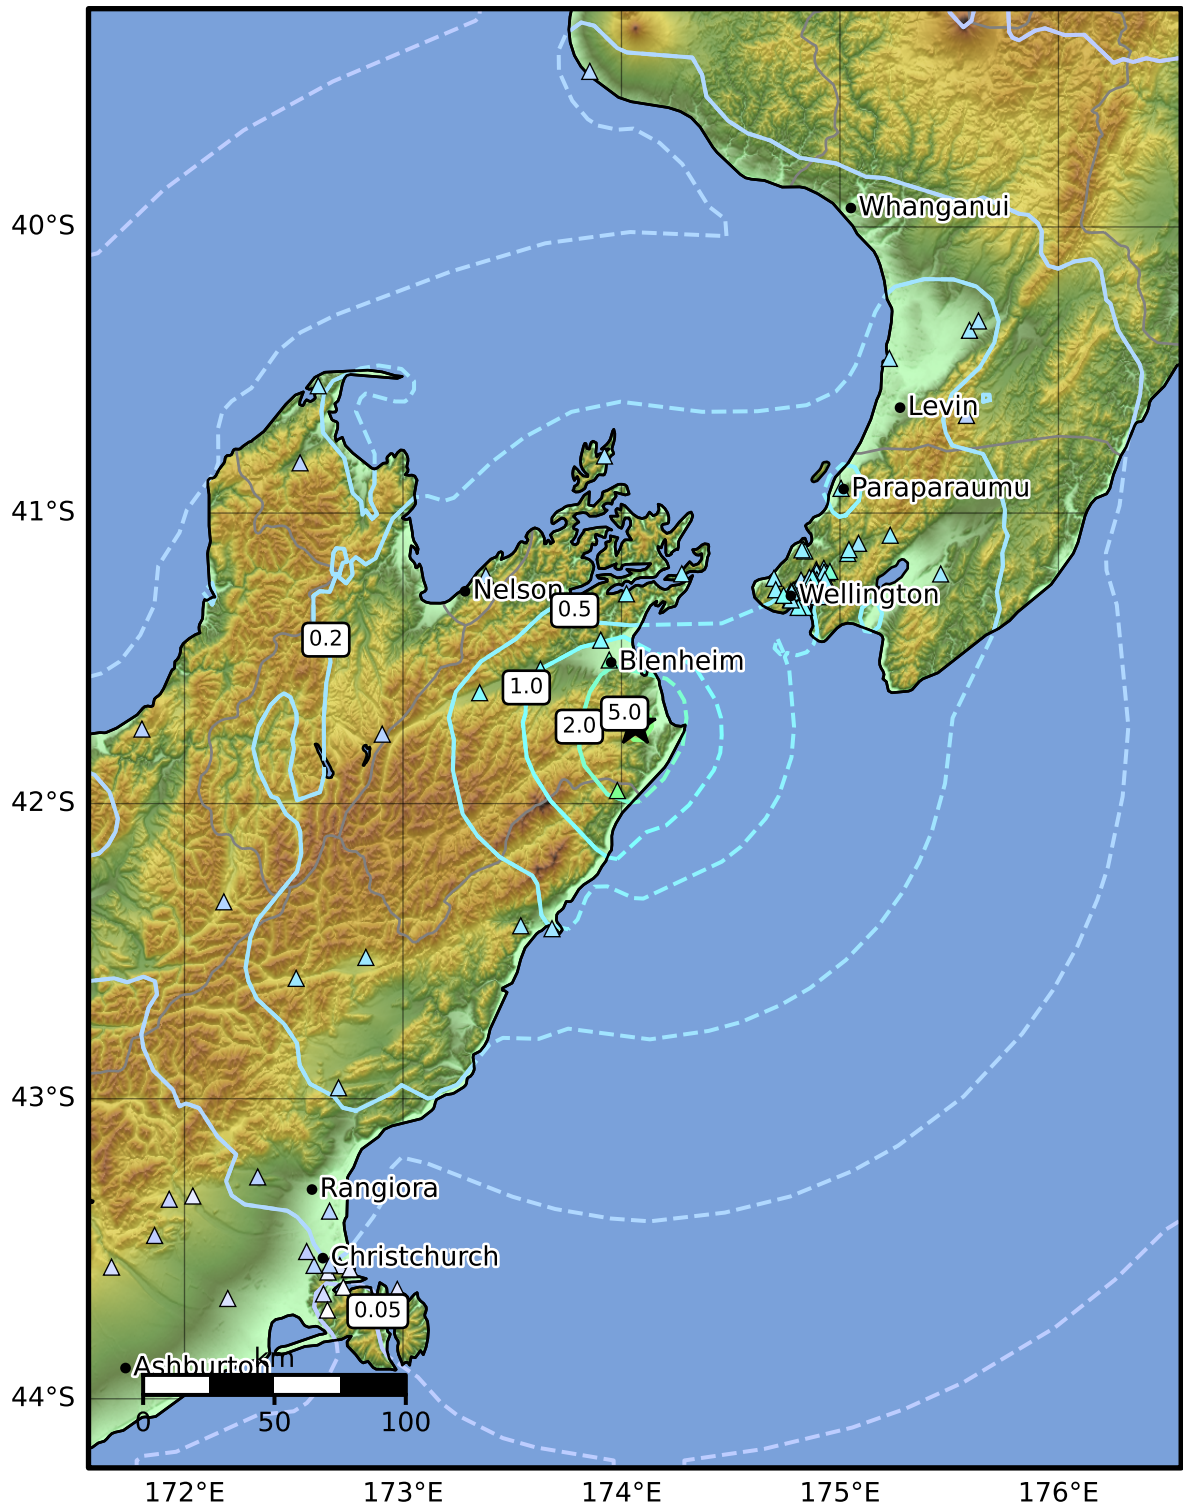 40°S
Whanganui
Levin
41°S
Paraparaumu
Nelson
0.5
Wellington
0.2
Blenheim
1.0
5.0
2.0
42°S
43°S
Rangiora
Christchurch
0.05
Ashburton
km
44°S
0 50 100
172°E 173°E 174°E 175°E 176°E